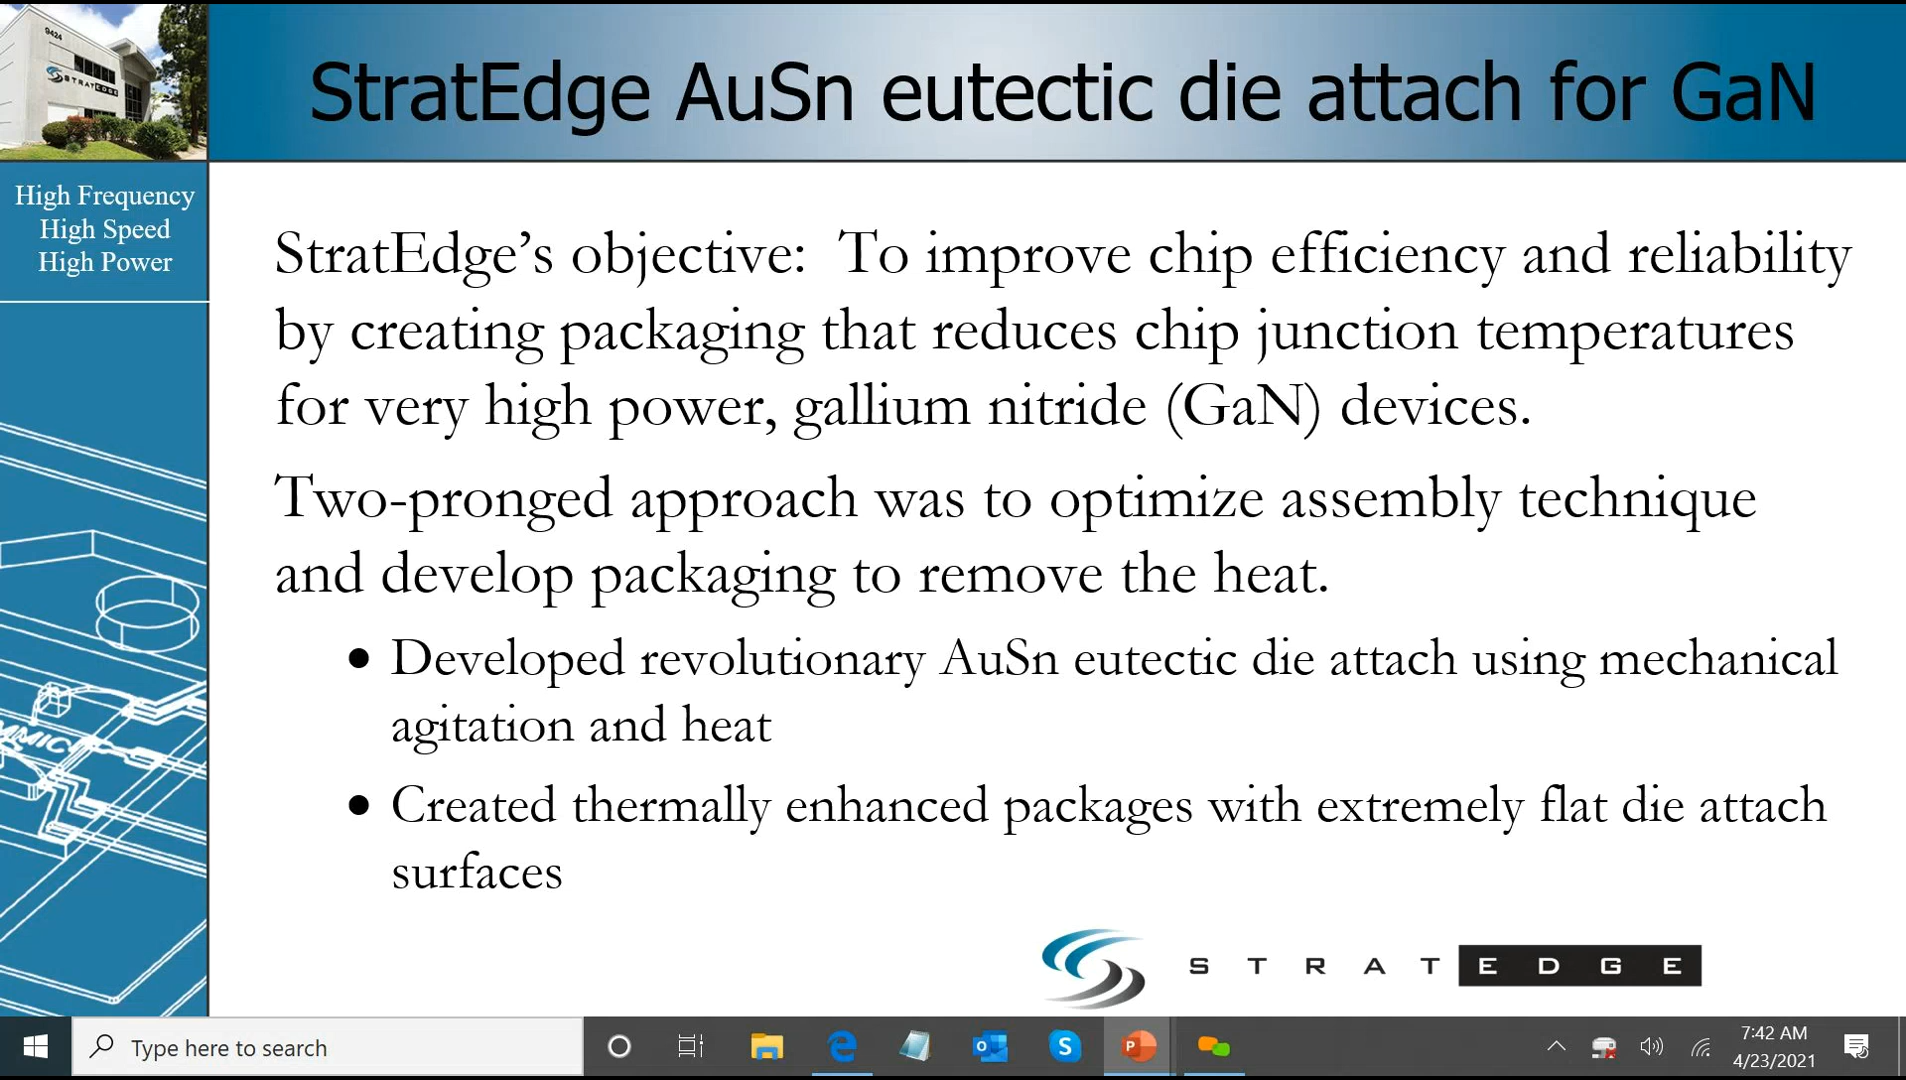 9424
STRATEDGE
StratEdge AuSn eutectic die attach for GaN
High Frequency
High Speed
High Power
StratEdge’s objective: To improve chip efficiency and reliability
by creating packaging that reduces chip junction temperatures
for very high power, gallium nitride (GaN) devices.
Two-pronged approach was to optimize assembly technique
and develop packaging to remove the heat.
• Developed revolutionary AuSn eutectic die attach using mechanical
agitation and heat
• Created thermally enhanced packages with extremely flat die attach
surfaces
MMIC
STRATEDGE
Type here to search
7:42 AM
4/23/2021